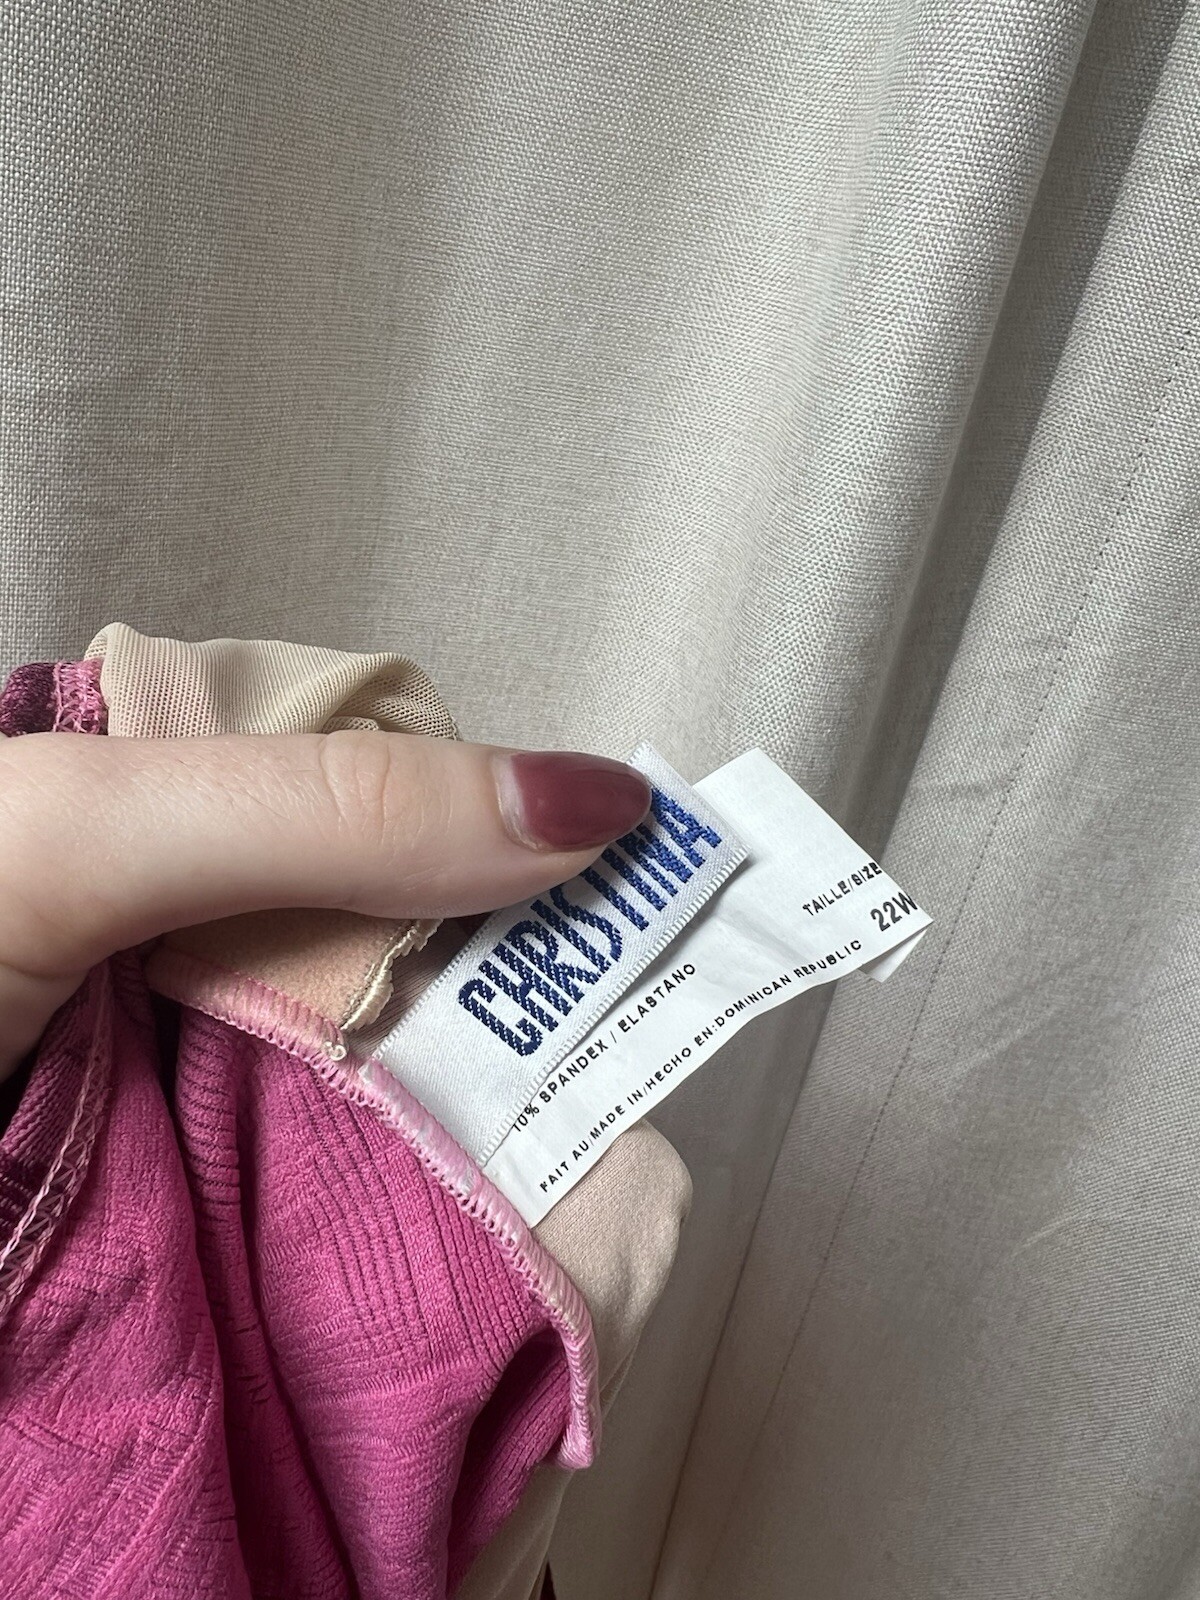 CHRISTINA
TAILLE/SIZE
22W
10% SPANDEX / ELASTANO
FAIT AU/MADE IN/HECHO EN:DOMINICAN REPUBLIC